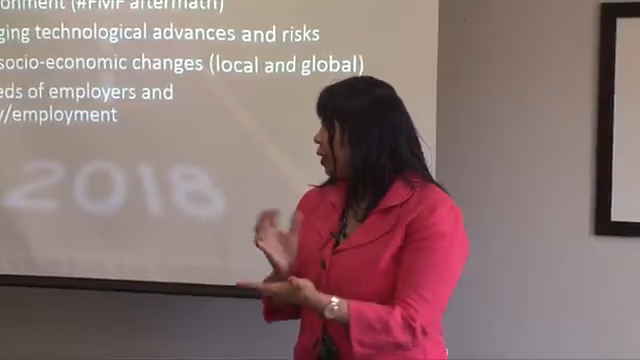 onment (#FMF aftermath)
ging technological advances and risks
socio-economic changes (local and global)
eds of employers and
y/employment
2018